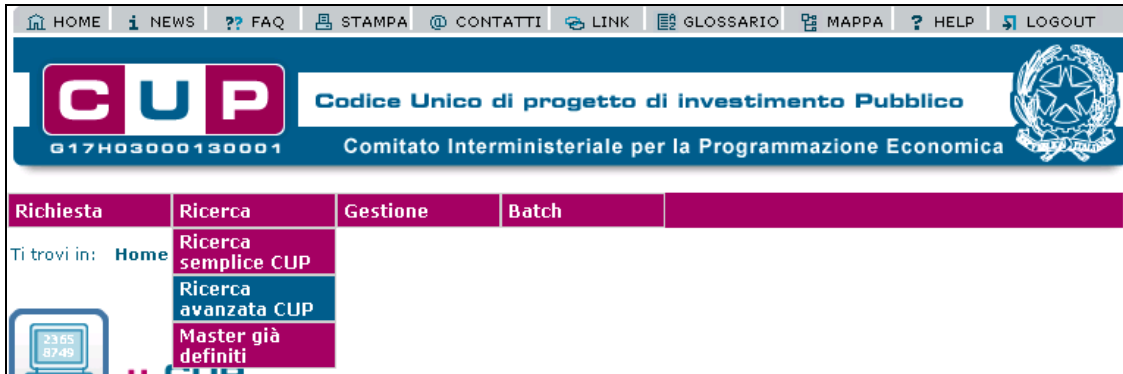 HOME i NEWS ?? FAQ STAMPA @ CONTATTI LINK GLOSSARIO MAPPA ? HELP LOGOUT
CUP
Codice Unico di progetto di investimento Pubblico
G17H03000130001
Comitato Interministeriale per la Programmazione Economica
Richiesta Ricerca Gestione Batch
Ti trovi in: Home
Ricerca
semplice CUP
Ricerca
avanzata CUP
Master già
definiti
2365
8749